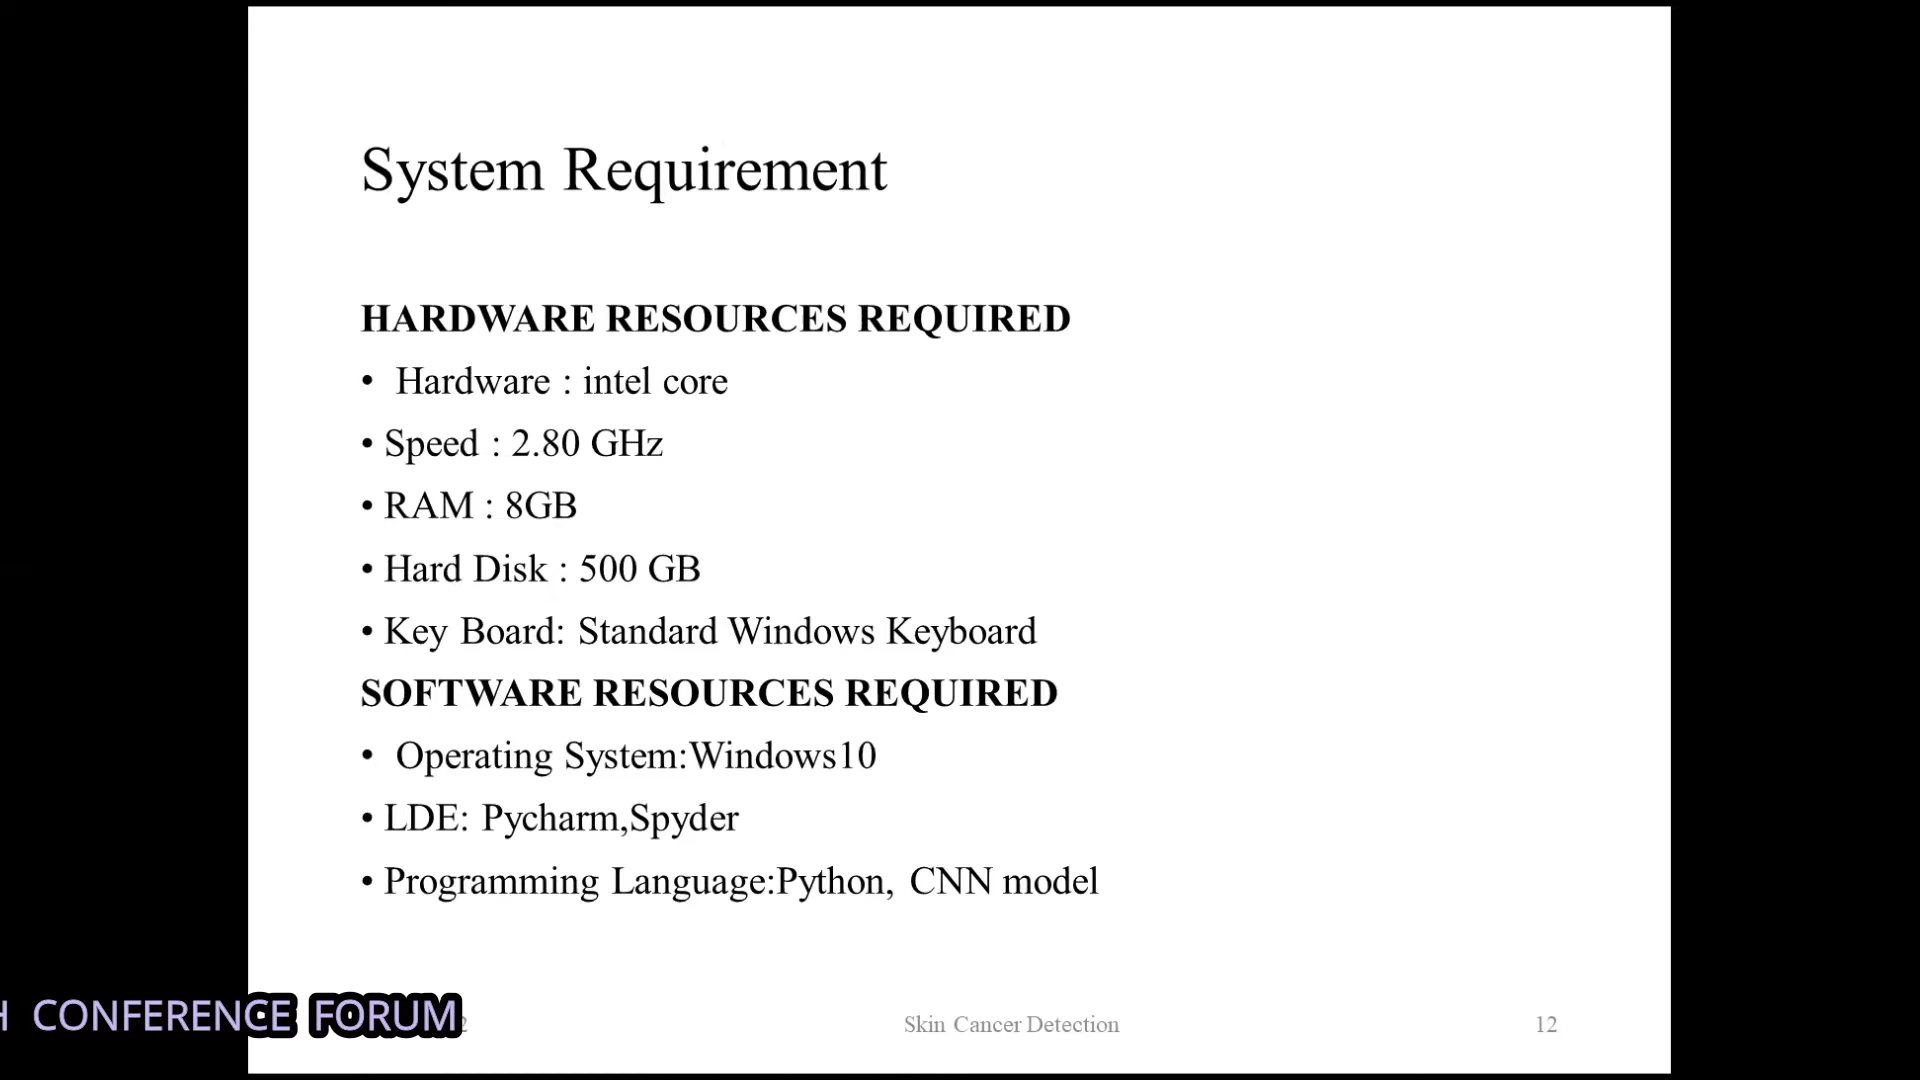 System Requirement
HARDWARE RESOURCES REQUIRED
• Hardware : intel core
• Speed : 2.80 GHz
• RAM : 8GB
• Hard Disk : 500 GB
• Key Board: Standard Windows Keyboard
SOFTWARE RESOURCES REQUIRED
• Operating System:Windows10
• LDE: Pycharm,Spyder
• Programming Language:Python, CNN model
CONFERENCE FORUM
Skin Cancer Detection
12